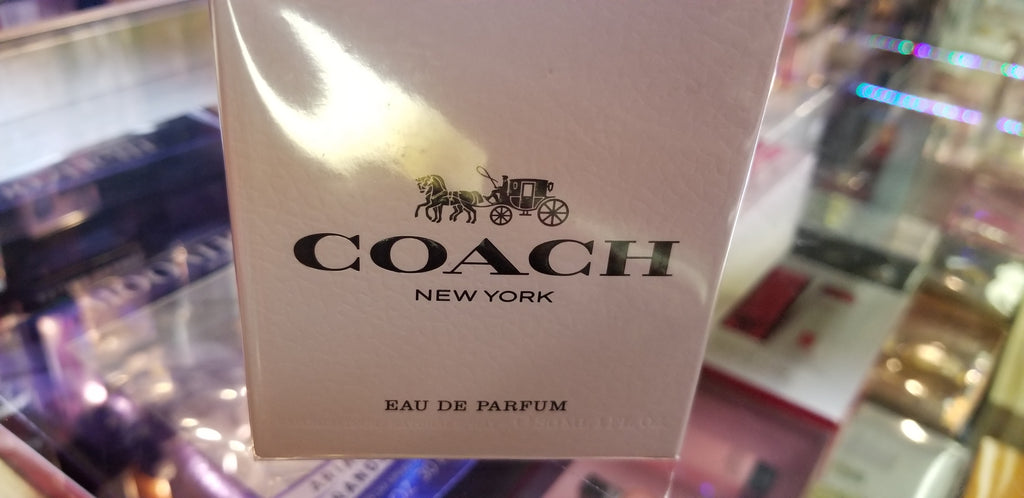 COACH
NEW YORK
EAU DE PARFUM